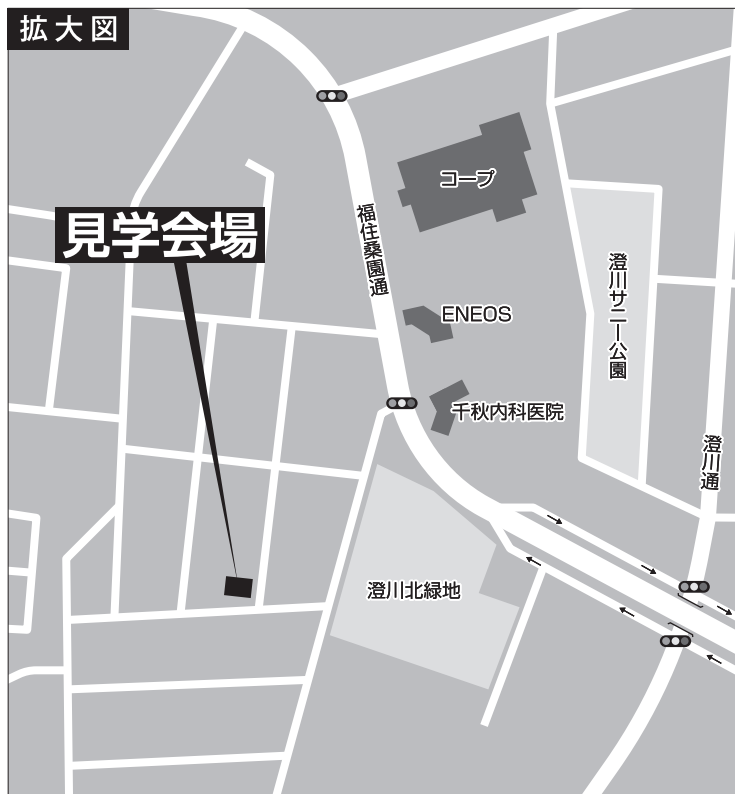 拡大図
コープ
見学会場
福住桑園通
澄川サニー公園
ENEOS
千秋内科医院
澄川通
澄川北緑地